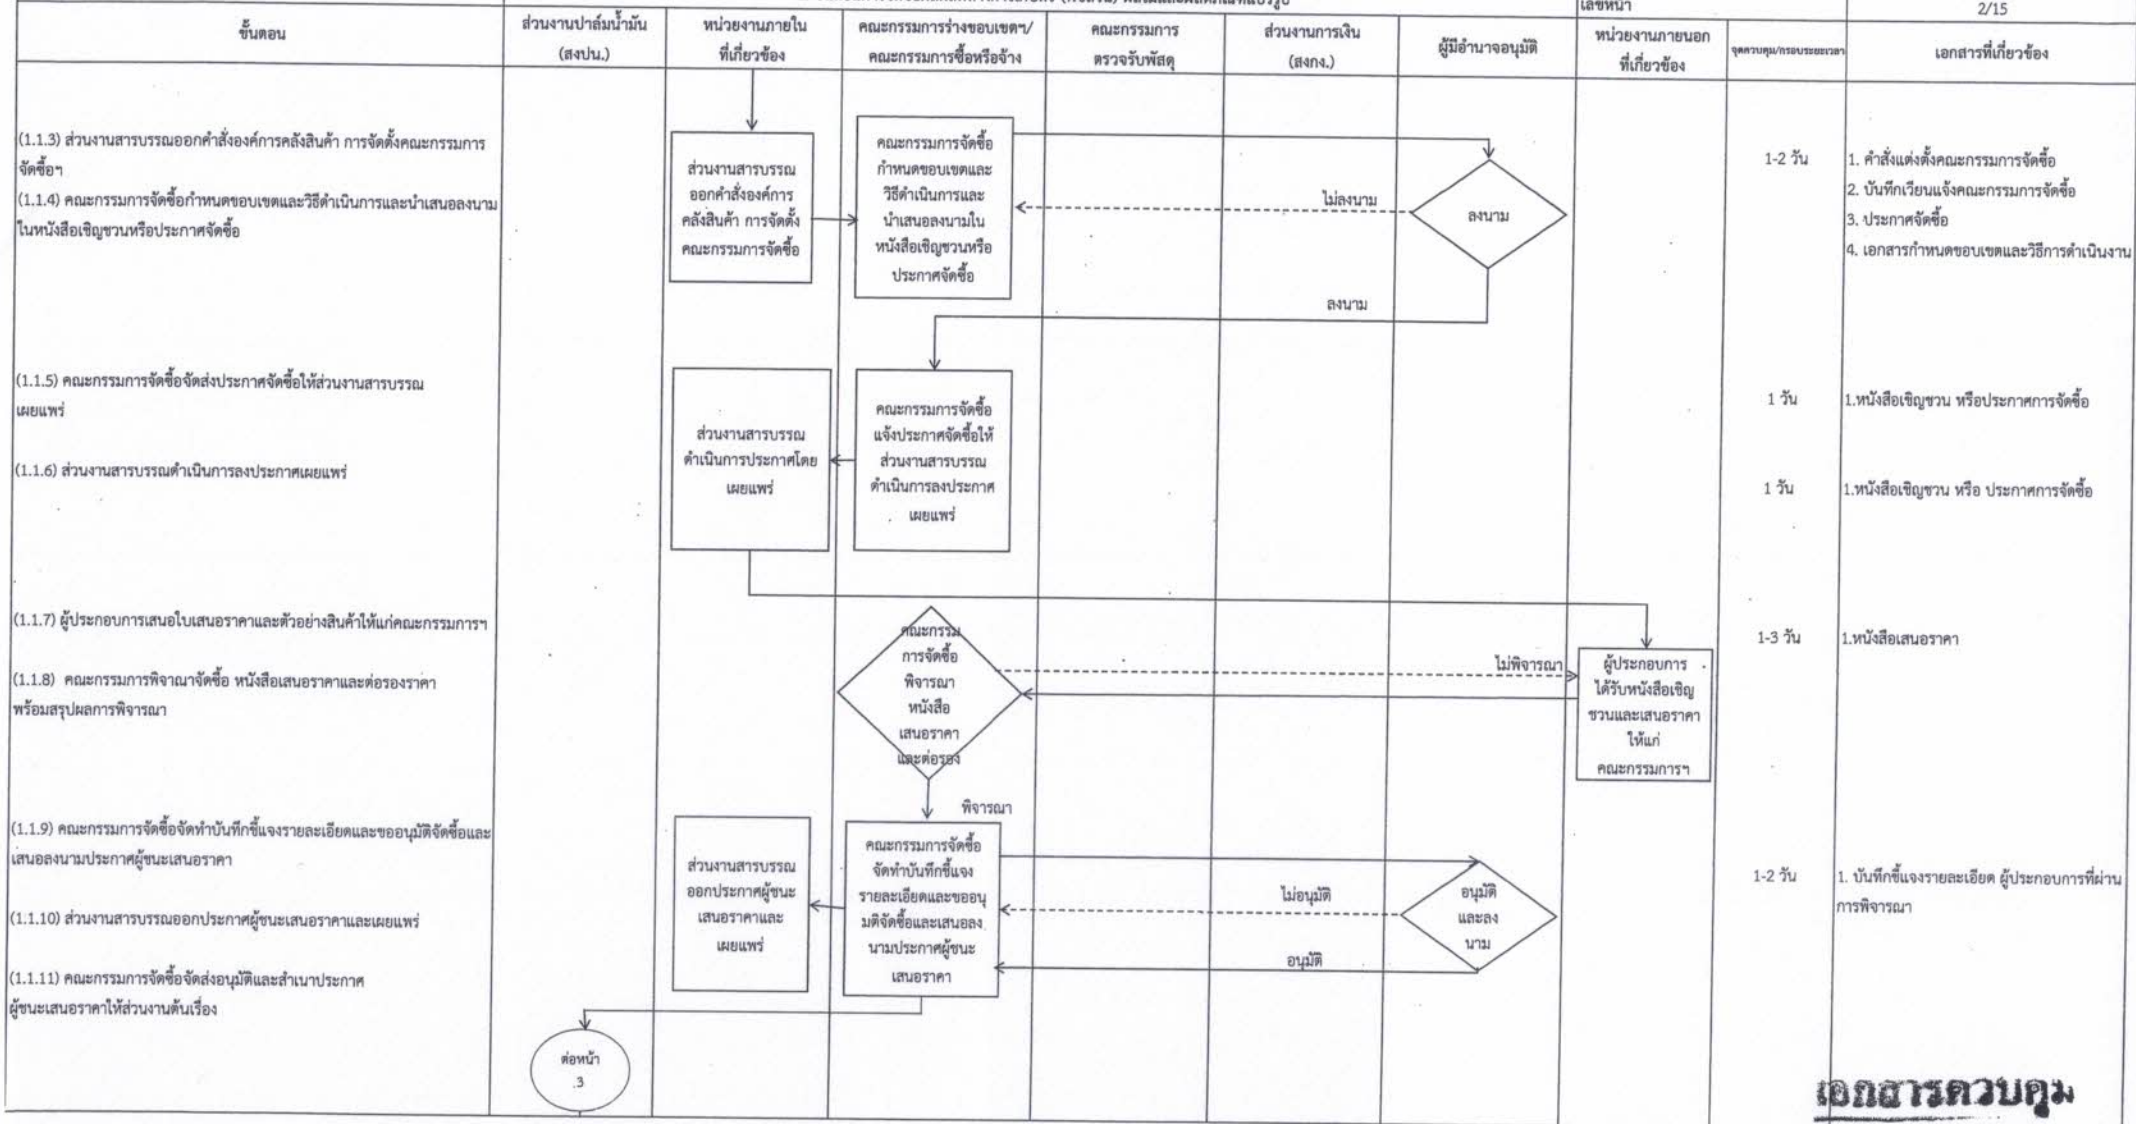 เลขหน้า
2/15
ขั้นตอน
ส่วนงานปาล์มน้ำมัน
(สงปน.)
หน่วยงานภายใน
ที่เกี่ยวข้อง
คณะกรรมการร่างขอบเขตฯ/
คณะกรรมการซื้อหรือจ้าง
คณะกรรมการ
ตรวจรับพัสดุ
ส่วนงานการเงิน
(สงกง.)
ผู้มีอำนาจอนุมัติ
หน่วยงานภายนอก
ที่เกี่ยวข้อง
จุดควบคุม/กรอบระยะเวลา
เอกสารที่เกี่ยวข้อง
(1.1.3) ส่วนงานสารบรรณออกคำสั่งองค์การคลังสินค้า การจัดตั้งคณะกรรมการ
จัดซื้อฯ
(1.1.4) คณะกรรมการจัดซื้อกำหนดขอบเขตและวิธีดำเนินการและนำเสนอลงนาม
ในหนังสือเชิญชวนหรือประกาศจัดซื้อ
ส่วนงานสารบรรณ
ออกคำสั่งองค์การ
คลังสินค้า การจัดตั้ง
คณะกรรมการจัดซื้อ
คณะกรรมการจัดซื้อ
กำหนดขอบเขตและ
วิธีดำเนินการและ
นำเสนอลงนามใน
หนังสือเชิญชวนหรือ
ประกาศจัดซื้อ
ไม่ลงนาม
ลงนาม
ลงนาม
1-2 วัน
1. คำสั่งแต่งตั้งคณะกรรมการจัดซื้อ
2. บันทึกเวียนแจ้งคณะกรรมการจัดซื้อ
3. ประกาศจัดซื้อ
4. เอกสารกำหนดขอบเขตและวิธีการดำเนินงาน
(1.1.5) คณะกรรมการจัดซื้อจัดส่งประกาศจัดซื้อให้ส่วนงานสารบรรณ
เผยแพร่
(1.1.6) ส่วนงานสารบรรณดำเนินการลงประกาศเผยแพร่
ส่วนงานสารบรรณ
ดำเนินการประกาศโดย
เผยแพร่
คณะกรรมการจัดซื้อ
แจ้งประกาศจัดซื้อให้
ส่วนงานสารบรรณ
ดำเนินการลงประกาศ
เผยแพร่
1 วัน
1.หนังสือเชิญชวน หรือประกาศการจัดซื้อ
1 วัน
1.หนังสือเชิญชวน หรือ ประกาศการจัดซื้อ
(1.1.7) ผู้ประกอบการเสนอใบเสนอราคาและตัวอย่างสินค้าให้แก่คณะกรรมการฯ
(1.1.8) คณะกรรมการพิจาณาจัดซื้อ หนังสือเสนอราคาและต่อรองราคา
พร้อมสรุปผลการพิจารณา
คณะกรรม
การจัดซื้อ
พิจารณา
หนังสือ
เสนอราคา
และต่อรอง
ไม่พิจารณา
ผู้ประกอบการ
ได้รับหนังสือเชิญ
ชวนและเสนอราคา
ให้แก่
คณะกรรมการฯ
1-3 วัน
1.หนังสือเสนอราคา
พิจารณา
(1.1.9) คณะกรรมการจัดซื้อจัดทำบันทึกชี้แจงรายละเอียดและขออนุมัติจัดซื้อและ
เสนอลงนามประกาศผู้ชนะเสนอราคา
(1.1.10) ส่วนงานสารบรรณออกประกาศผู้ชนะเสนอราคาและเผยแพร่
(1.1.11) คณะกรรมการจัดซื้อจัดส่งอนุมัติและสำเนาประกาศ
ผู้ชนะเสนอราคาให้ส่วนงานต้นเรื่อง
ส่วนงานสารบรรณ
ออกประกาศผู้ชนะ
เสนอราคาและ
เผยแพร่
คณะกรรมการจัดซื้อ
จัดทำบันทึกชี้แจง
รายละเอียดและขออนุ
มติจัดซื้อและเสนอลง
นามประกาศผู้ชนะ
เสนอราคา
ไม่อนุมัติ
อนุมัติ
อนุมัติ
และลง
นาม
1-2 วัน
1. บันทึกชี้แจงรายละเอียด ผู้ประกอบการที่ผ่าน
การพิจารณา
ต่อหน้า
3
เอกสารควบคุม